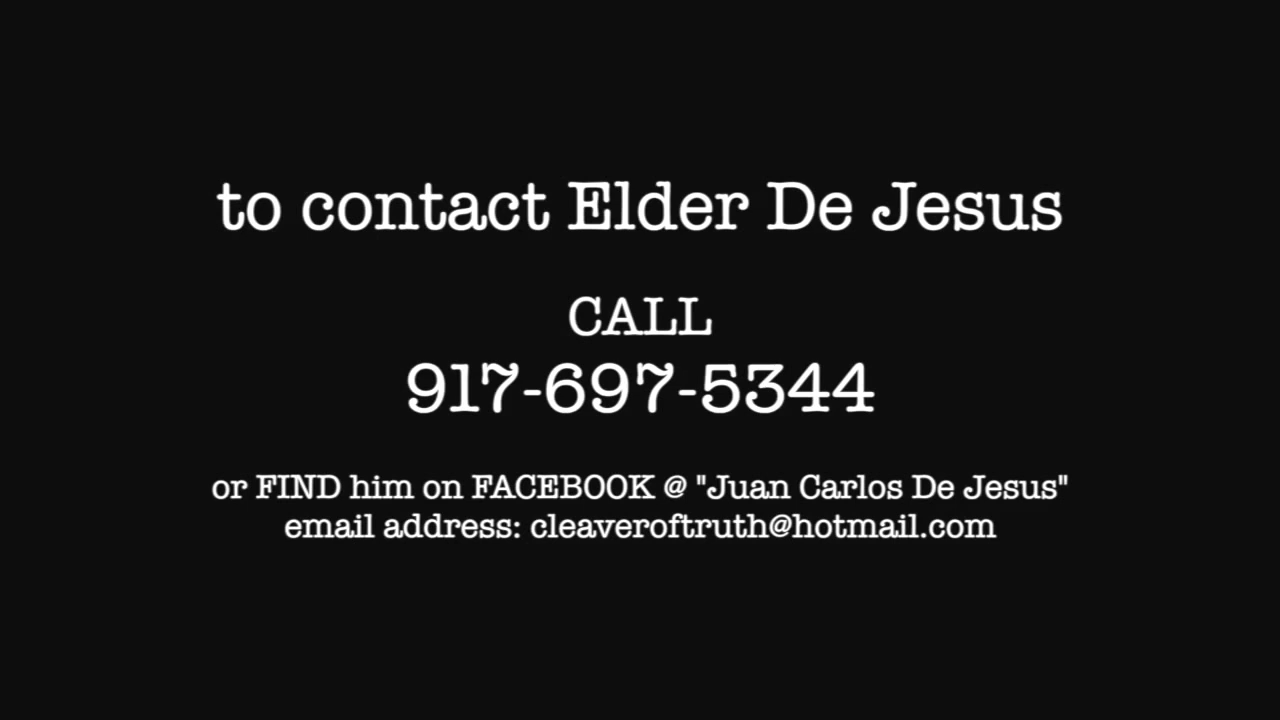 to contact Elder De Jesus
CALL
917-697-5344
or FIND him on FACEBOOK @ "Juan Carlos De Jesus"
email address: cleaveroftruth@hotmail.com